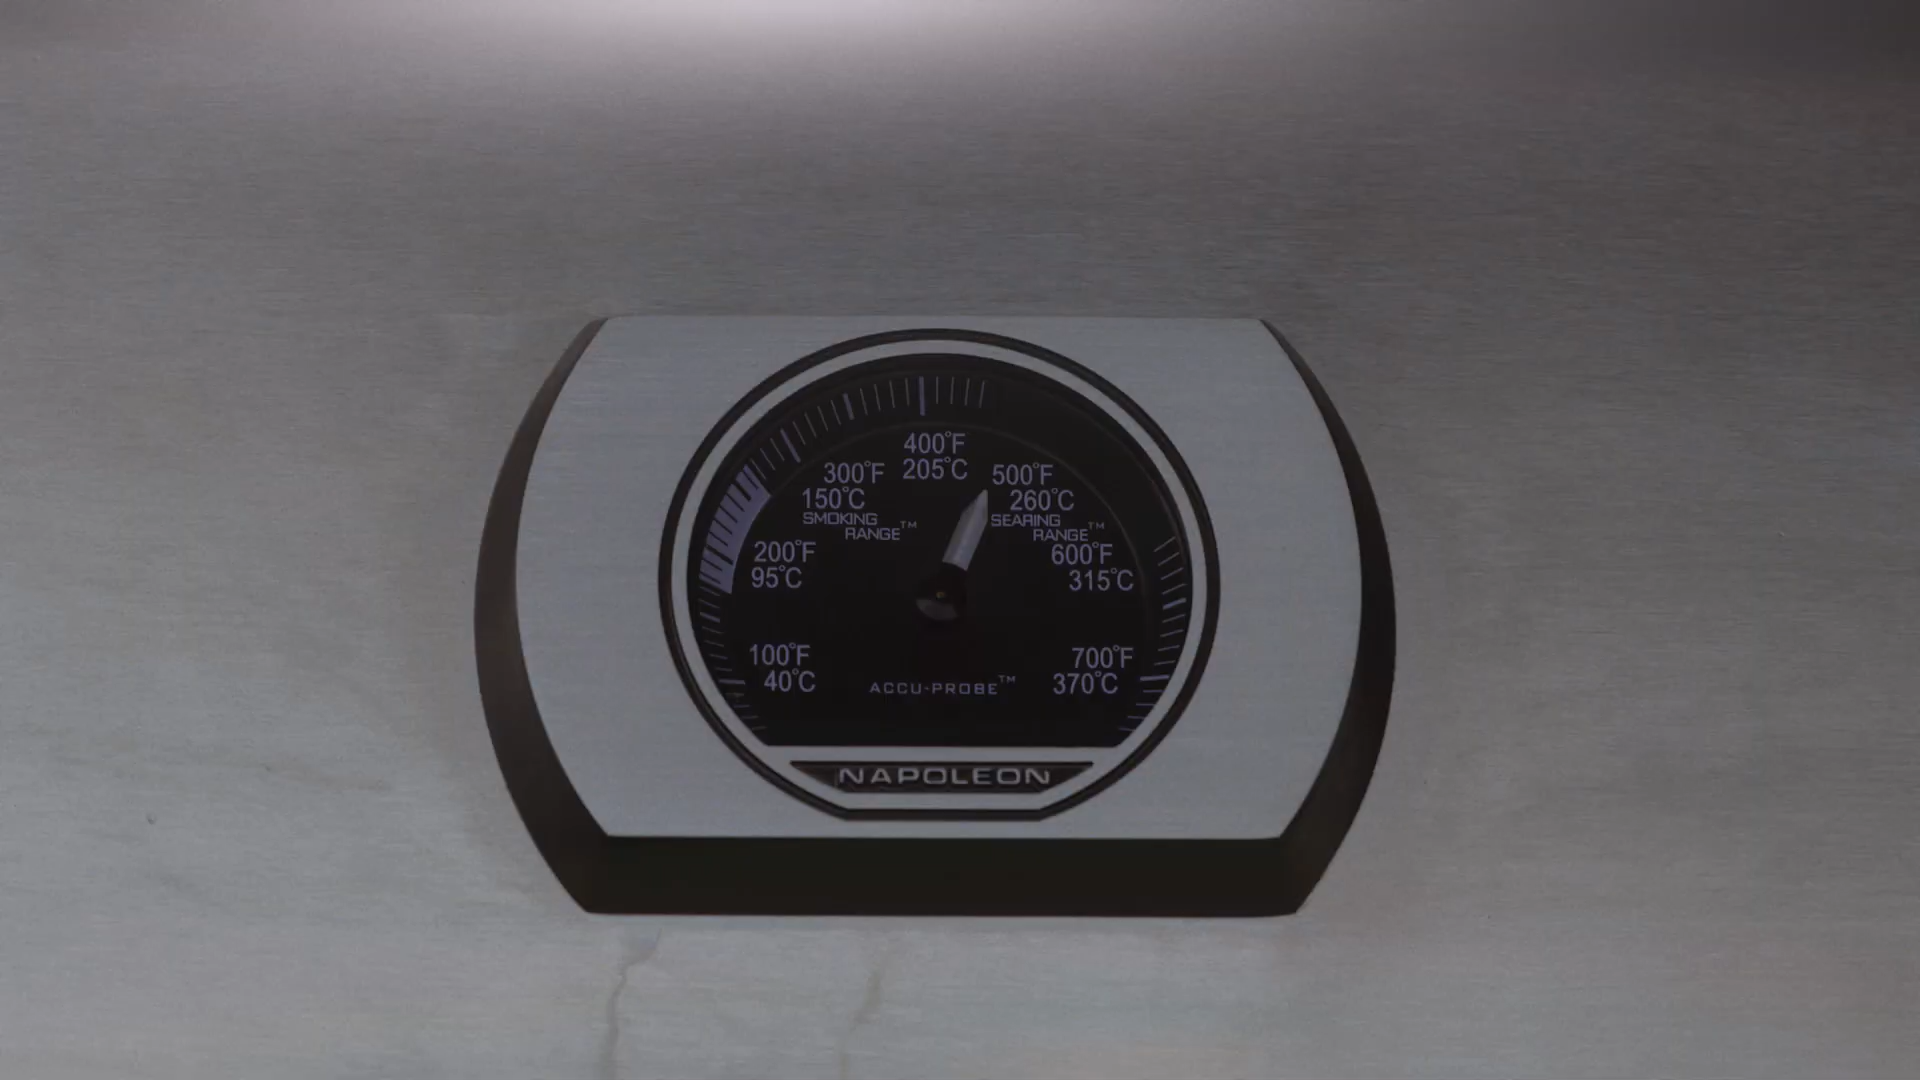 400°F
205°C
300°F
150°C
SMOKING
RANGE™
500°F
260°C
SEARING
RANGE™
200°F
95°C
600°F
315°C
100°F
40°C
700°F
370°C
ACCU-PROBE™
NAPOLEON